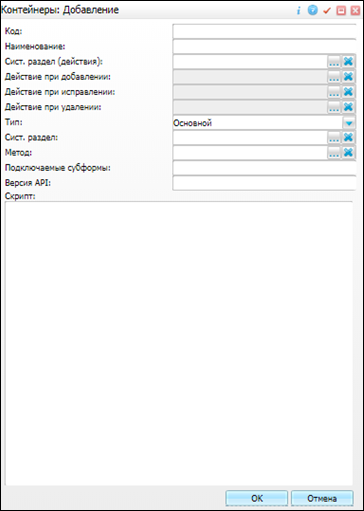 Контейнеры: Добавление
Код:
Наименование:
Сист. раздел (действия):
Действие при добавлении:
Действие при исправлении:
Действие при удалении:
Тип: Основной
Сист. раздел:
Метод:
Подключаемые субформы:
Версия API:
Скрипт:
OK Отмена